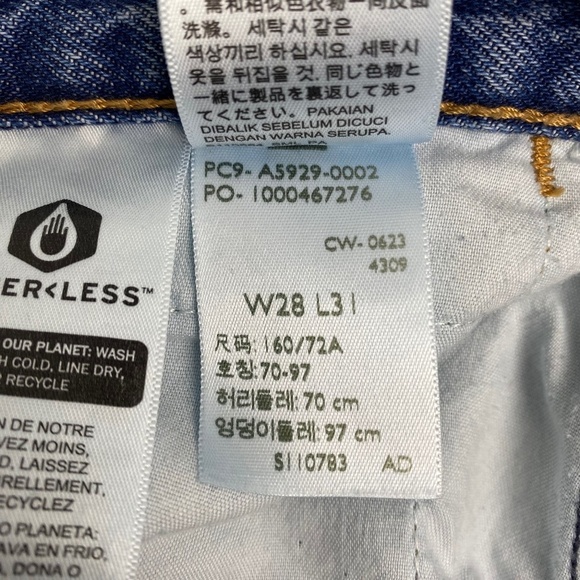 洗滌。세탁시 같은
색상끼리 하십시요. 세탁시
옷을 뒤집을 것. 同じ色物と
一緒に製品を裏返して洗っ
てください。PAKAIAN
DIBALIK SEBELUM DICUCI
DENGAN WARNA SERUPA.
PC9- A5929-0002
PO- 1000467276
CW- 0623
4309
W28 L31
尺码: 160/72A
호칭: 70-97
허리둘레: 70 cm
엉덩이둘레: 97 cm
S110783 AD
ER<LESS™
OUR PLANET: WASH
COLD, LINE DRY,
RECYCLE
N DE NOTRE
VEZ MOINS,
D, LAISSEZ
URELLEMENT,
CYCLEZ
O PLANETA:
AVA EN FRIO,
A, DONA O